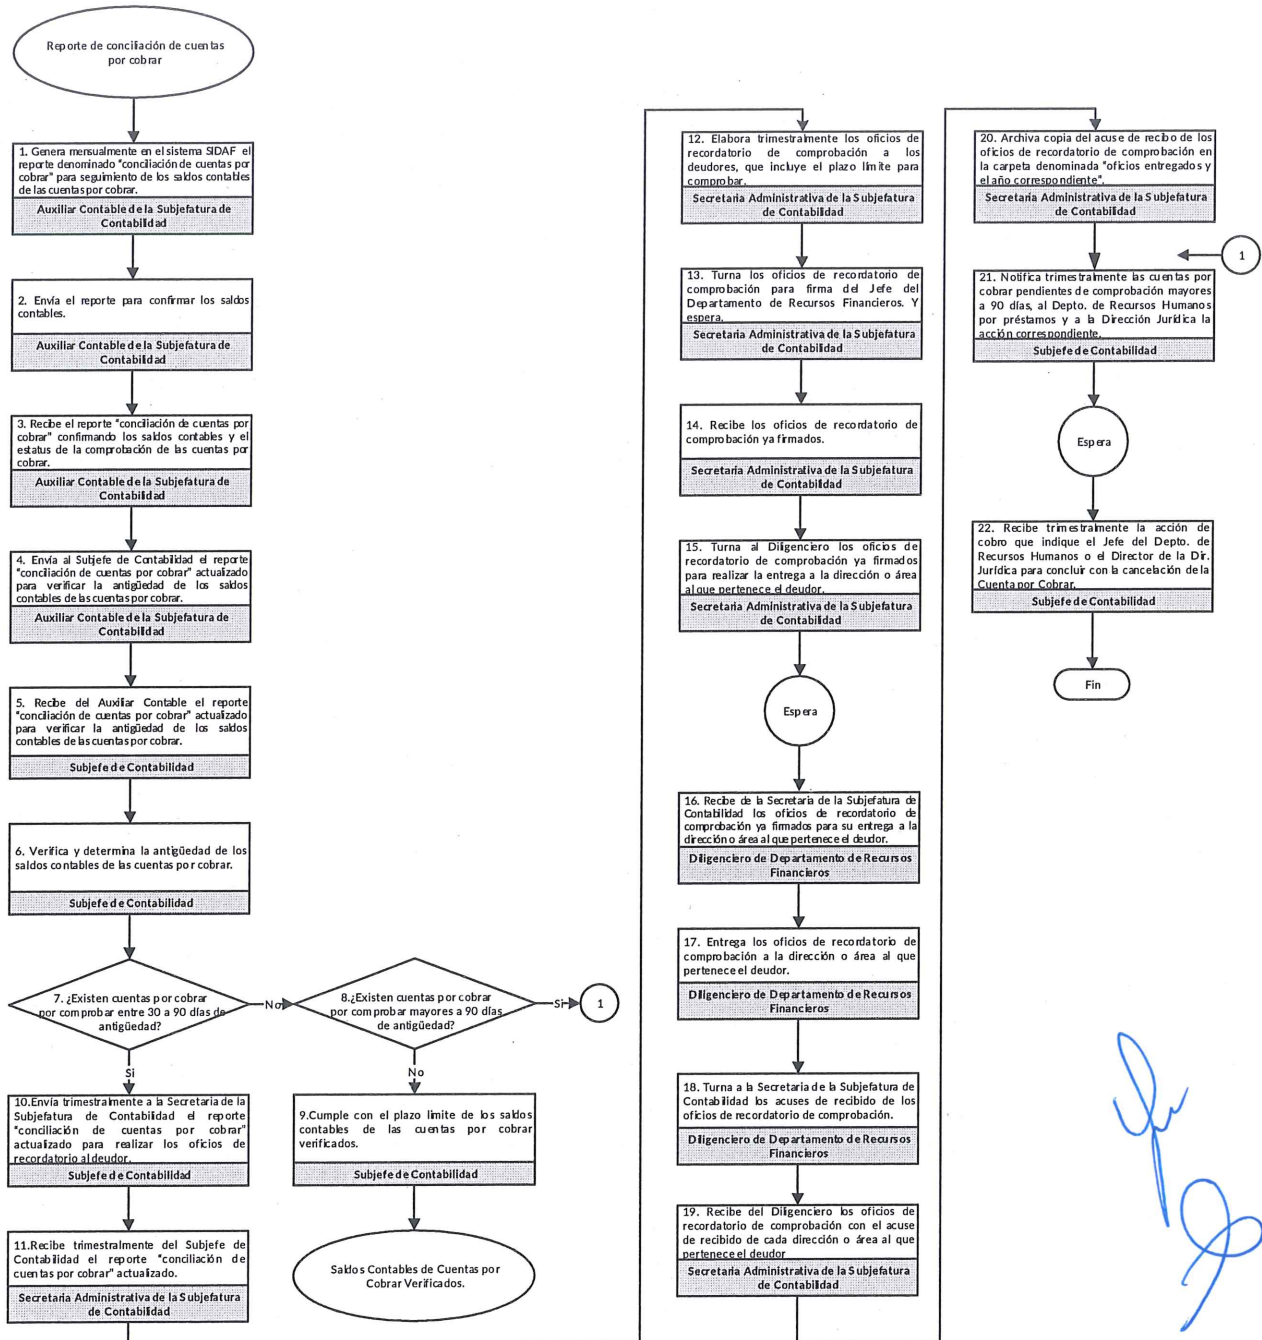 Reporte de conciliación de cuentas
por cobrar
1. Genera mensualmente en el sistema SIDAF el
reporte denominado "conciliación de cuentas por
cobrar" para seguimiento de los saldos contables
de las cuentas por cobrar.
Auxiliar Contable de la Subjefatura de
Contabilidad
2. Envía el reporte para confirmar los saldos
contables.
Auxiliar Contable de la Subjefatura de
Contabilidad
3. Recibe el reporte "conciliación de cuentas por
cobrar" confirmando los saldos contables y el
estatus de la comprobación de las cuentas por
cobrar.
Auxiliar Contable de la Subjefatura de
Contabilidad
4. Envía al Subjefe de Contabilidad el reporte
"conciliación de cuentas por cobrar" actualizado
para verificar la antigüedad de los saldos
contables de las cuentas por cobrar.
Auxiliar Contable de la Subjefatura de
Contabilidad
5. Recibe del Auxiliar Contable el reporte
"conciliación de cuentas por cobrar" actualizado
para verificar la antigüedad de los saldos
contables de las cuentas por cobrar.
Subjefe de Contabilidad
6. Verifica y determina la antigüedad de los
saldos contables de las cuentas por cobrar.
Subjefe de Contabilidad
7. ¿Existen cuentas por cobrar
por comprobar entre 30 a 90 días de
antigüedad?
No
8.¿Existen cuentas por cobrar
por comprobar mayores a 90 días
de antigüedad?
Si
1
Si
No
10.Envía trimestralmente a la Secretaria de la
Subjefatura de Contabilidad el reporte
"conciliación de cuentas por cobrar"
actualizado para realizar los oficios de
recordatorio al deudor.
Subjefe de Contabilidad
9.Cumple con el plazo límite de los saldos
contables de las cuentas por cobrar
verificados.
Subjefe de Contabilidad
11.Recibe trimestralmente del Subjefe de
Contabilidad el reporte "conciliación de
cuentas por cobrar" actualizado.
Secretaria Administrativa de la Subjefatura
de Contabilidad
Saldos Contables de Cuentas por
Cobrar Verificados.
12. Elabora trimestralmente los oficios de
recordatorio de comprobación a los
deudores, que incluye el plazo límite para
comprobar.
Secretaria Administrativa de la Subjefatura
de Contabilidad
13. Turna los oficios de recordatorio de
comprobación para firma del Jefe del
Departamento de Recursos Financieros. Y
espera.
Secretaria Administrativa de la Subjefatura
de Contabilidad
14. Recibe los oficios de recordatorio de
comprobación ya firmados.
Secretaria Administrativa de la Subjefatura
de Contabilidad
15. Turna al Diligenciero los oficios de
recordatorio de comprobación ya firmados
para realizar la entrega a la dirección o área
al que pertenece el deudor.
Secretaria Administrativa de la Subjefatura
de Contabilidad
Espera
16. Recibe de la Secretaria de la Subjefatura de
Contabilidad los oficios de recordatorio de
comprobación ya firmados para su entrega a la
dirección o área al que pertenece el deudor.
Diligenciero de Departamento de Recursos
Financieros
17. Entrega los oficios de recordatorio de
comprobación a la dirección o área al que
pertenece el deudor.
Diligenciero de Departamento de Recursos
Financieros
18. Turna a la Secretaria de la Subjefatura de
Contabilidad los acuses de recibido de los
oficios de recordatorio de comprobación.
Diligenciero de Departamento de Recursos
Financieros
19. Recibe del Diligenciero los oficios de
recordatorio de comprobación con el acuse
de recibido de cada dirección o área al que
pertenece el deudor
Secretaria Administrativa de la Subjefatura
de Contabilidad
20. Archiva copia del acuse de recibo de los
oficios de recordatorio de comprobación en
la carpeta denominada "oficios entregados y
el año correspondiente".
Secretaria Administrativa de la Subjefatura
de Contabilidad
1
21. Notifica trimestralmente las cuentas por
cobrar pendientes de comprobación mayores
a 90 días, al Depto. de Recursos Humanos
por préstamos y a la Dirección Jurídica la
acción correspondiente.
Subjefe de Contabilidad
Espera
22. Recibe trimestralmente la acción de
cobro que indique el Jefe del Depto. de
Recursos Humanos o el Director de la Dir.
Jurídica para concluir con la cancelación de la
Cuenta por Cobrar.
Subjefe de Contabilidad
Fin